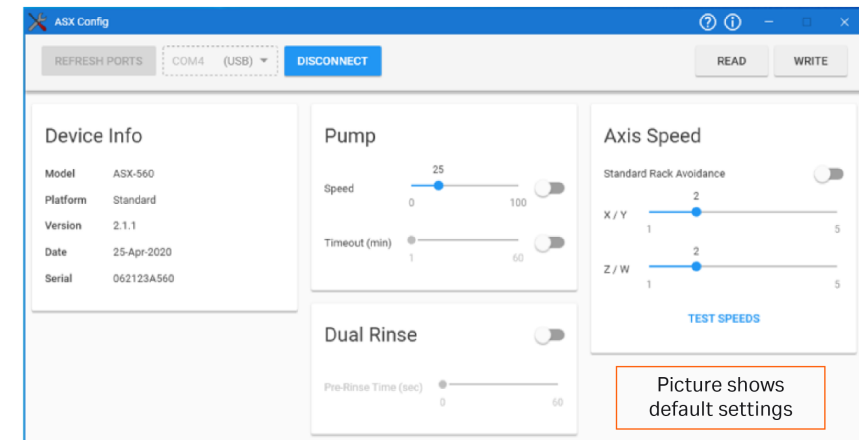 ASX Config
REFRESH PORTS COM4 (USB) DISCONNECT READ WRITE
Device Info
Model ASX-560
Platform Standard
Version 2.1.1
Date 25-Apr-2020
Serial 062123A560
Pump
25
Speed
0 100
Timeout (min)
1 60
Dual Rinse
Pre-Rinse Time (sec)
0 60
Axis Speed
Standard Rack Avoidance
2
X / Y
1 5
2
Z / W
1 5
TEST SPEEDS
Picture shows
default settings